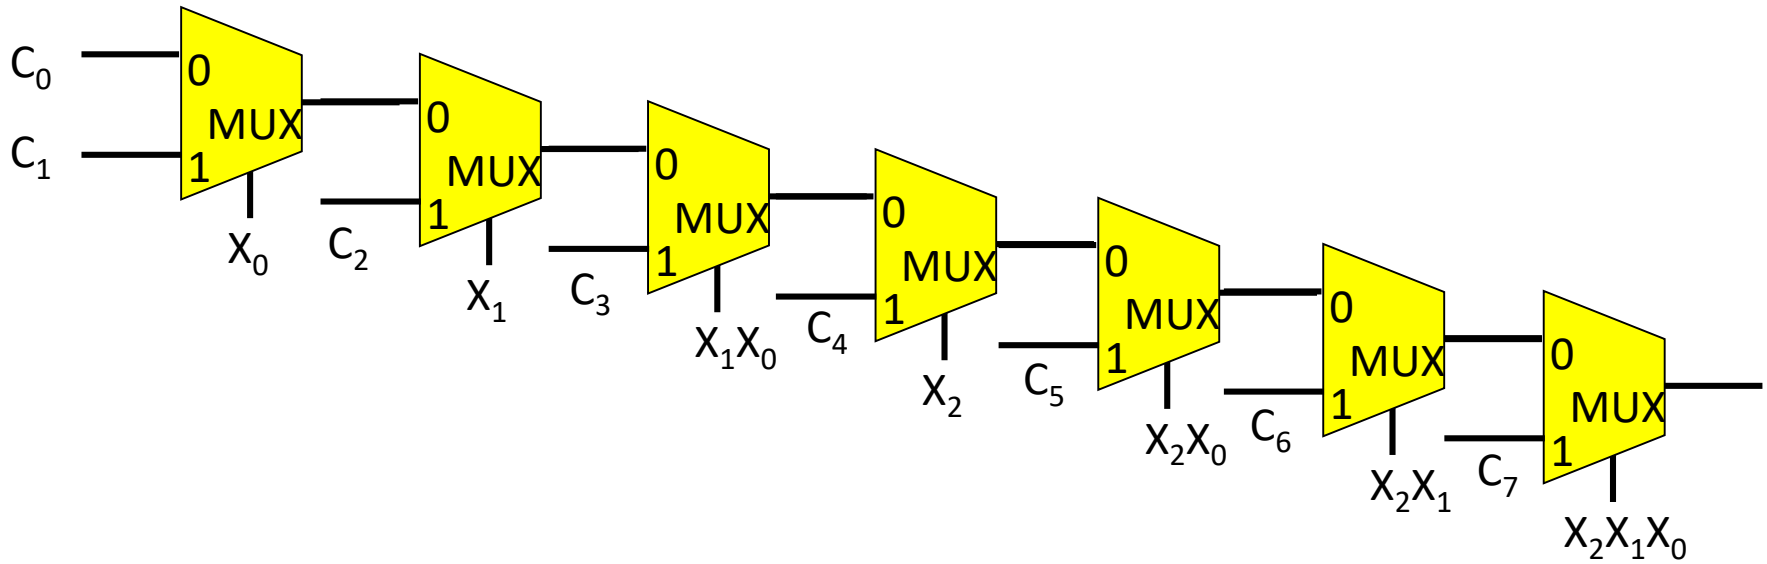 C₀
0
MUX
C₁
1
X₀
0
MUX
C₂
1
X₁
0
MUX
C₃
1
X₁X₀
0
MUX
C₄
1
X₂
0
MUX
C₅
1
X₂X₀
0
MUX
C₆
1
X₂X₁
0
MUX
C₇
1
X₂X₁X₀